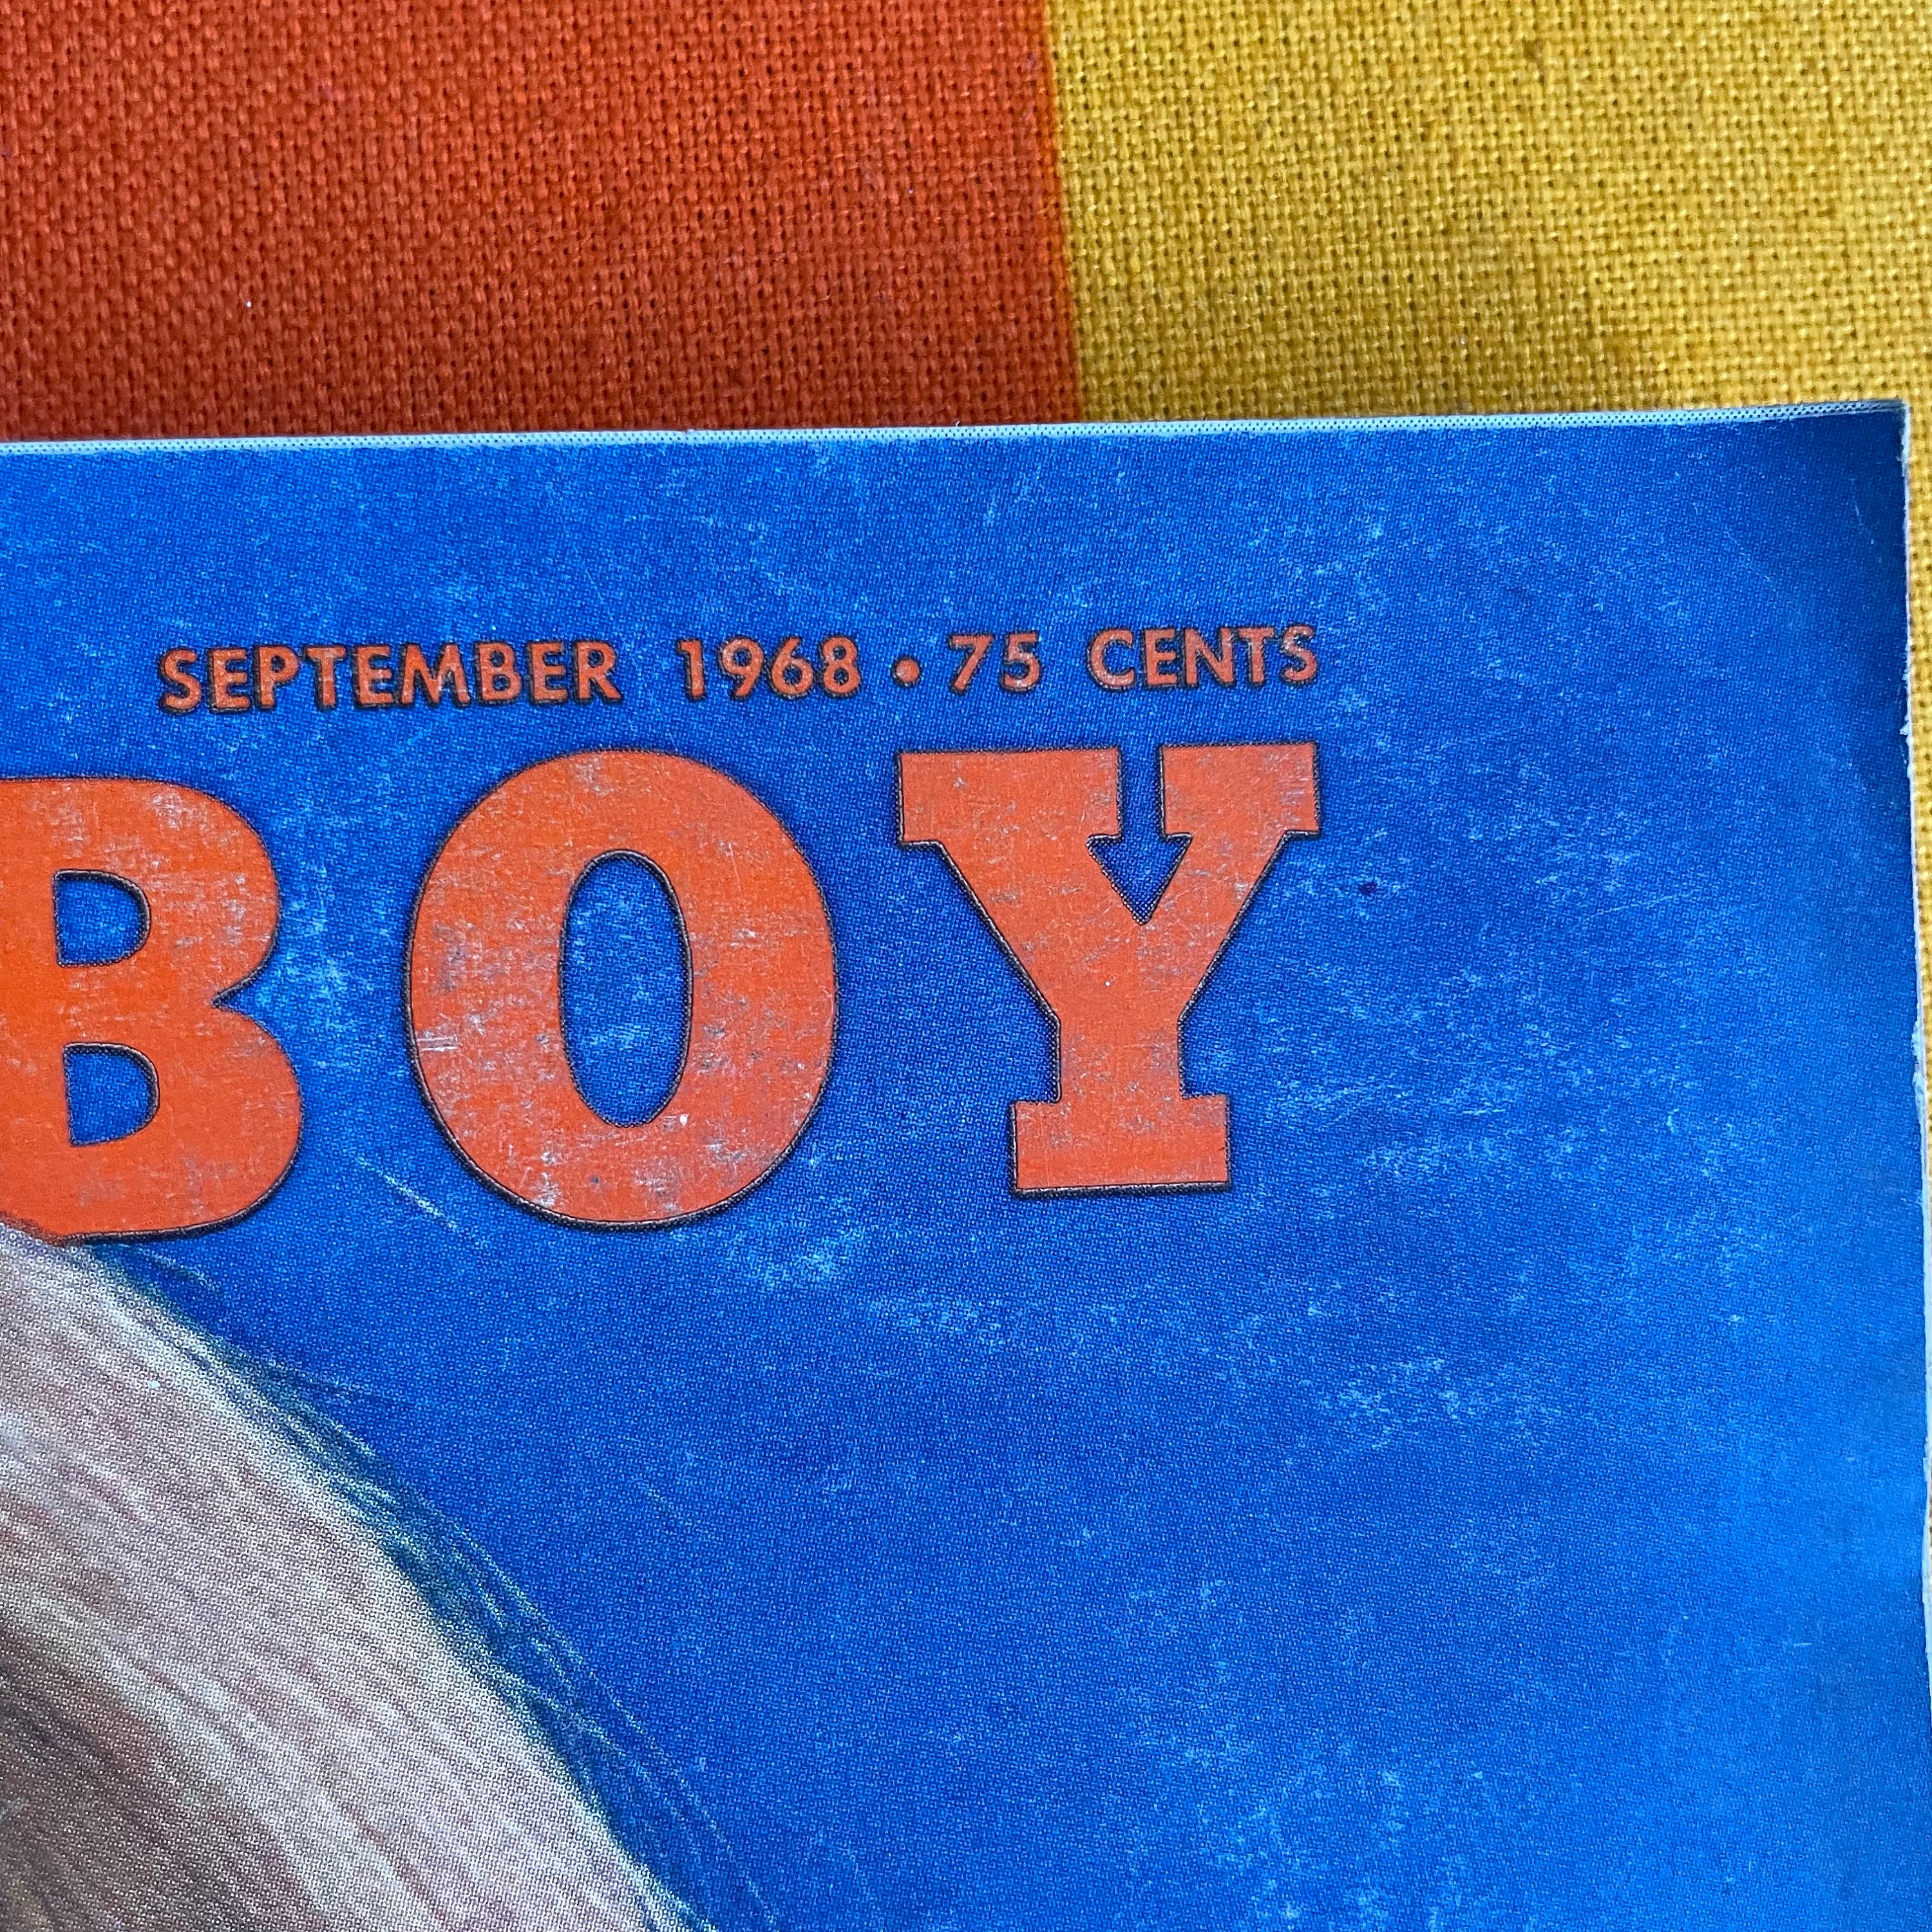 SEPTEMBER 1968 • 75 CENTS
BOY